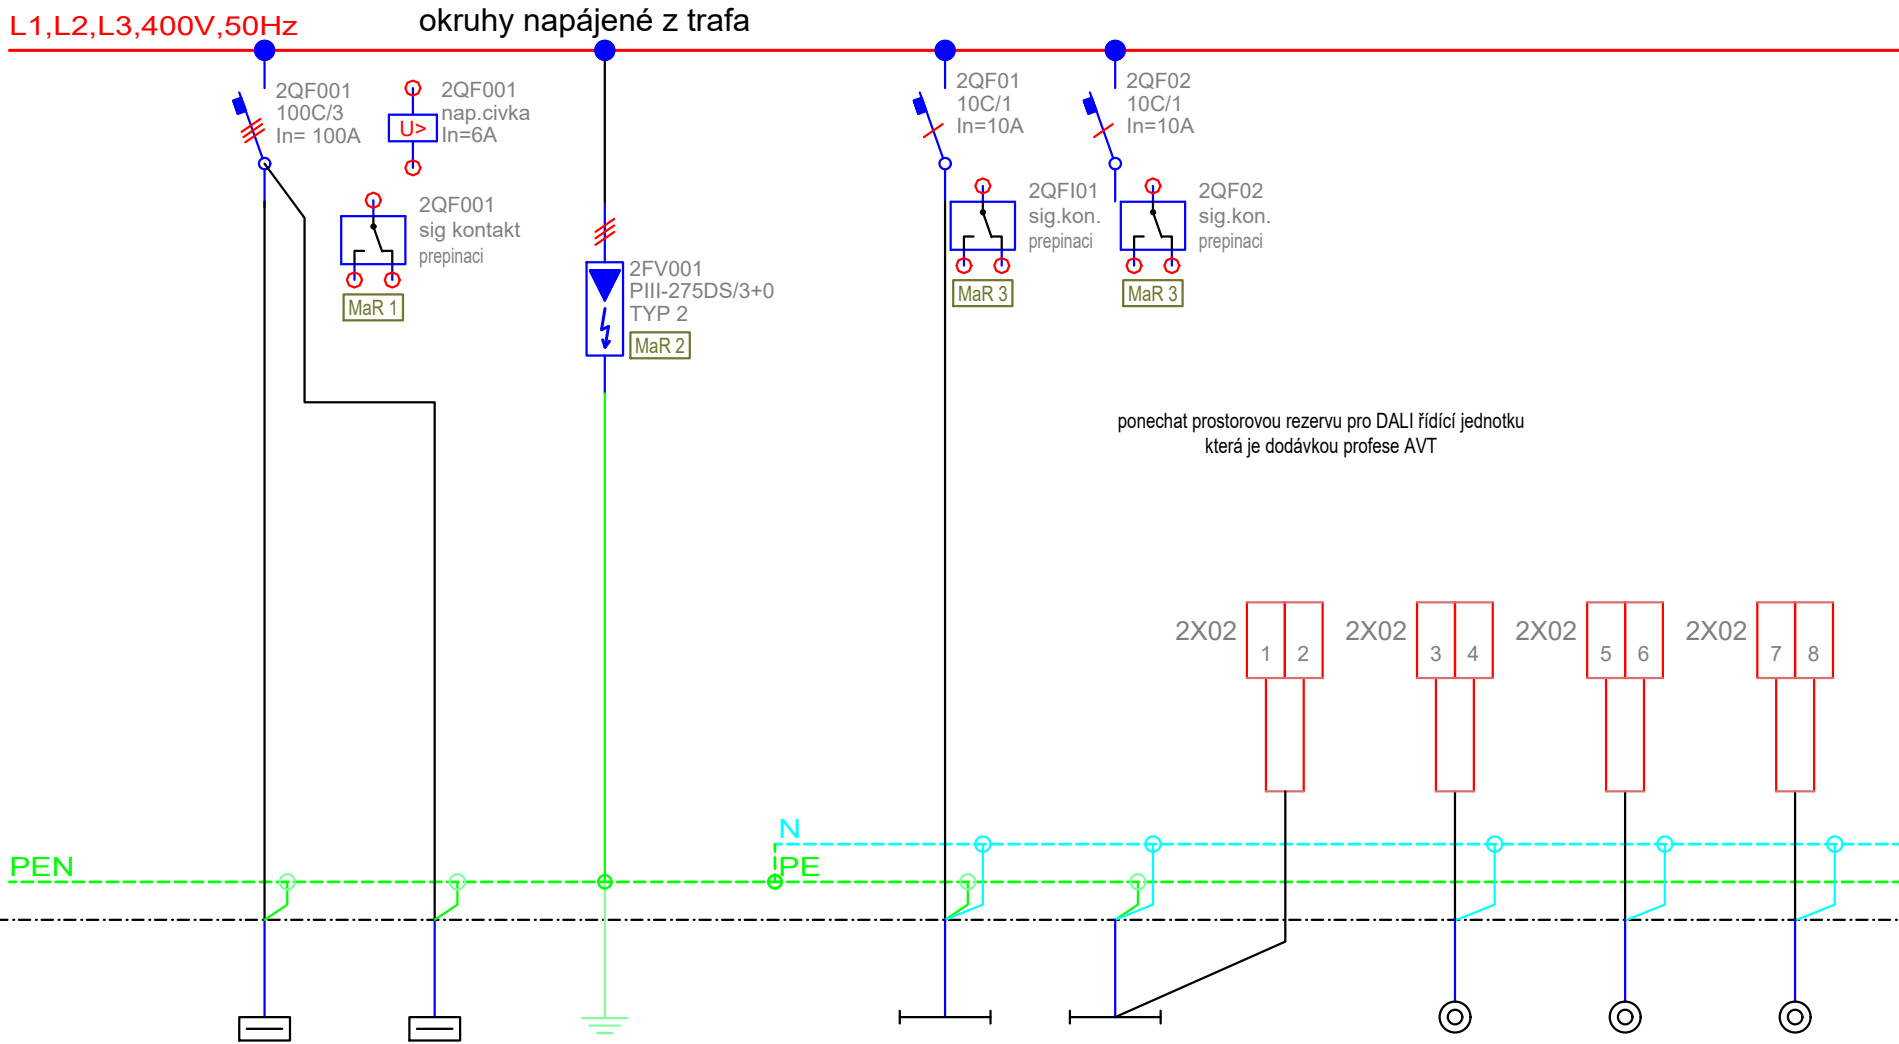 L1,L2,L3,400V,50Hz
okruhy napájené z trafa
2QF001
100C/3
In= 100A
2QF001
nap.civka
In=6A
U>
2QF001
sig kontakt
prepinaci
MaR 1
2FV001
PIII-275DS/3+0
TYP 2
MaR 2
2QF01
10C/1
In=10A
2QFI01
sig.kon.
prepinaci
MaR 3
2QF02
10C/1
In=10A
2QF02
sig.kon.
prepinaci
MaR 3
ponechat prostorovou rezervu pro DALI řídící jednotku
která je dodávkou profese AVT
2X02
1 2
2X02
3 4
2X02
5 6
2X02
7 8
N
PEN
PE